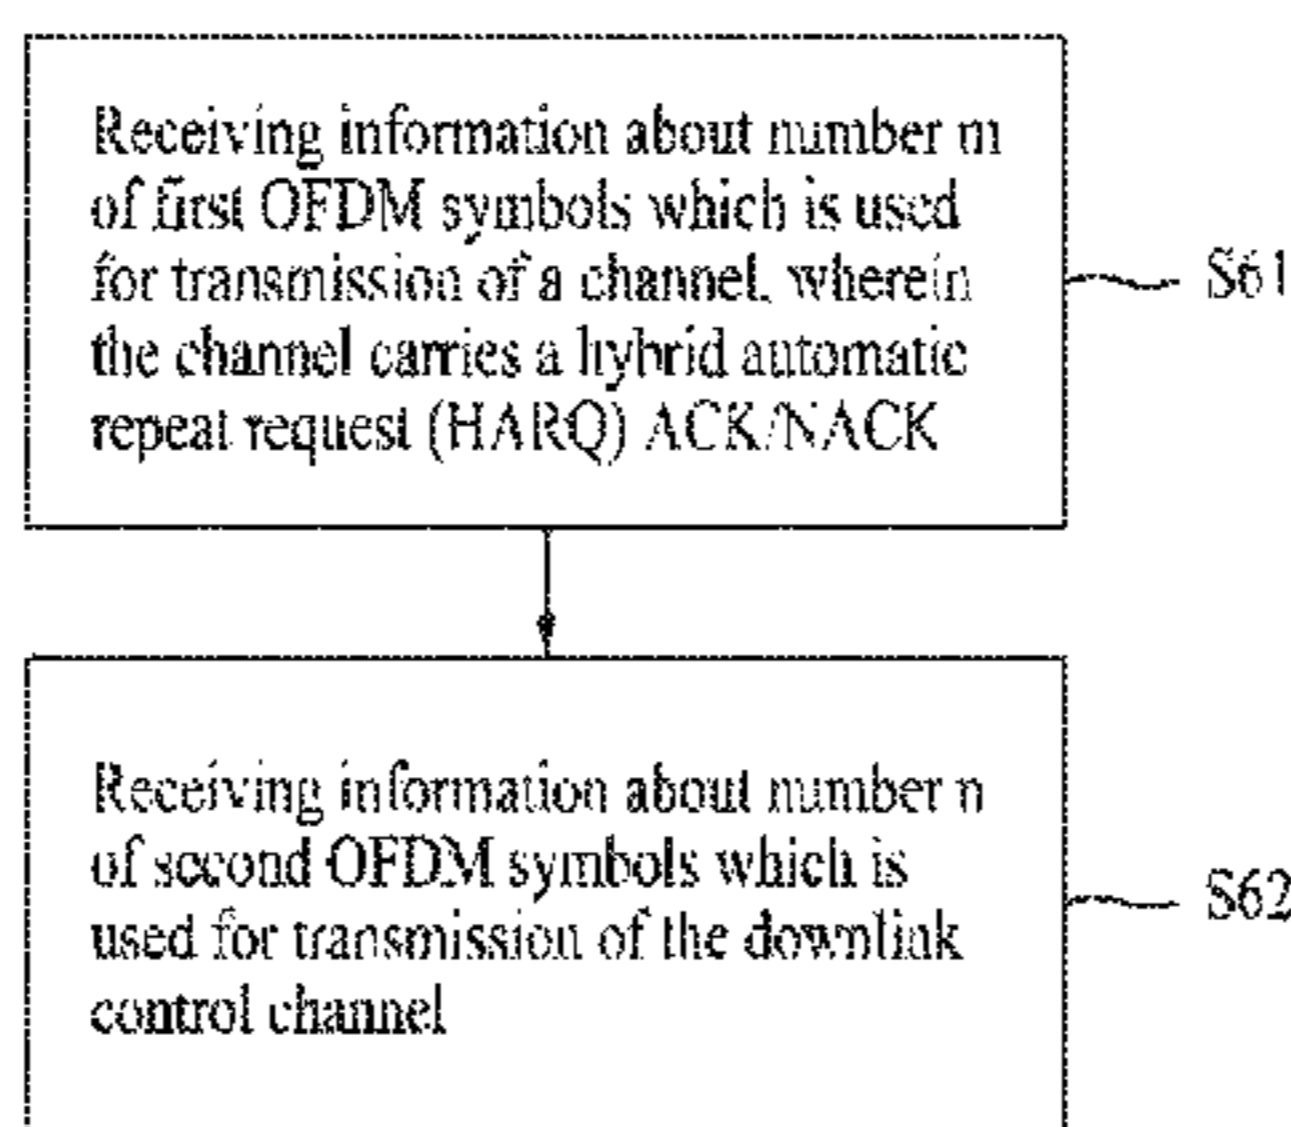 Receiving information about number m
of first OFDM symbols which is used
for transmission of a channel, wherein
the channel carries a hybrid automatic
repeat request (HARQ) ACK/NACK
S61
Receiving information about number n
of second OFDM symbols which is
used for transmission of the downlink
control channel
S62